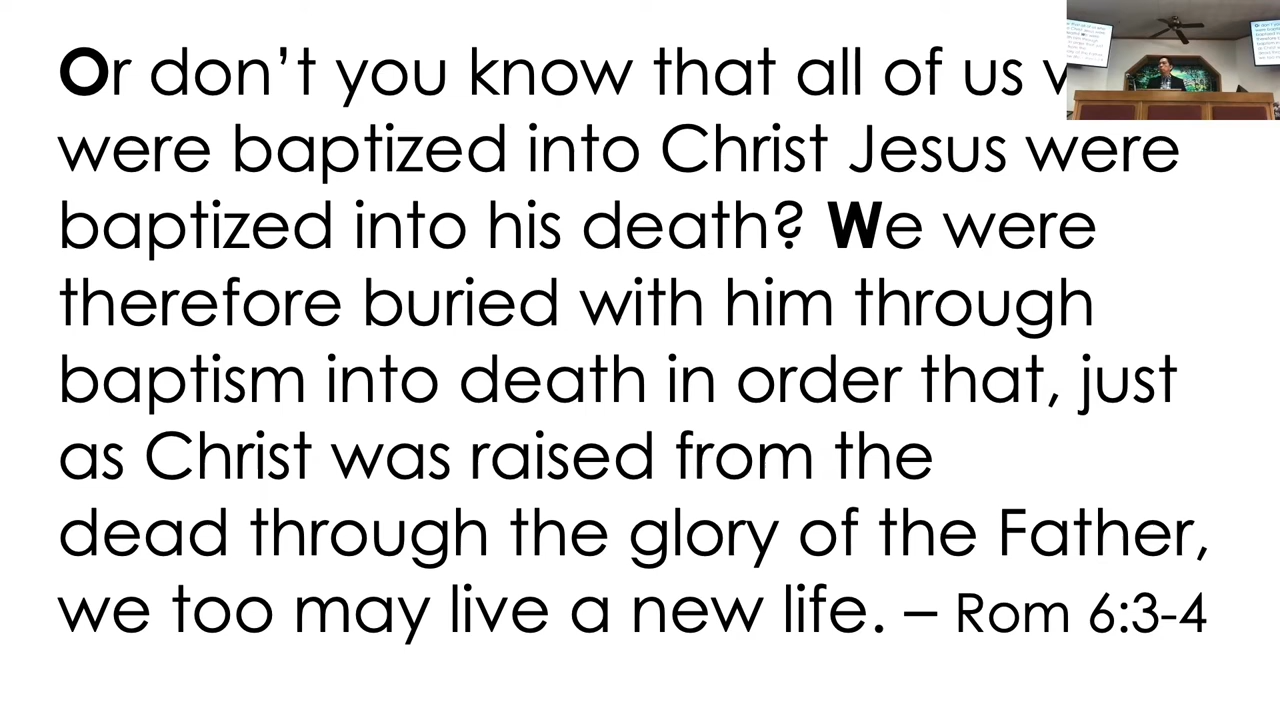 Or don’t you know that all of us
were baptized into Christ Jesus were
baptized into his death? We were
therefore buried with him through
baptism into death in order that, just
as Christ was raised from the
dead through the glory of the Father,
we too may live a new life. – Rom 6:3-4